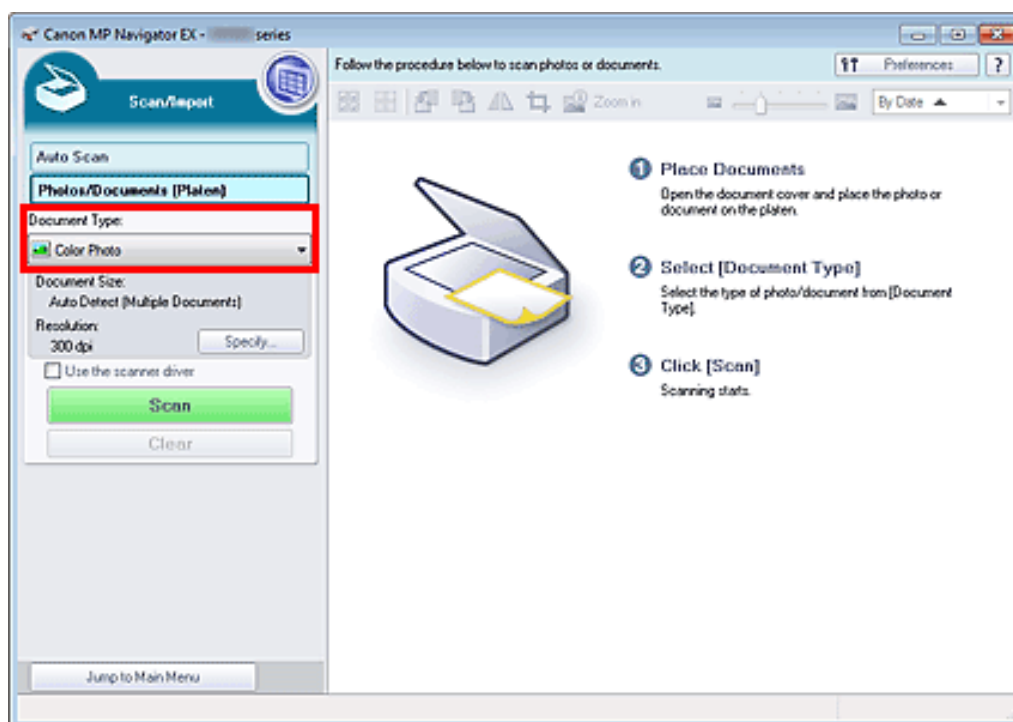 Canon MP Navigator EX - series
Scan/Import
Auto Scan
Photos/Documents (Platen)
Document Type:
Color Photo
Document Size:
Auto Detect (Multiple Documents)
Resolution:
300 dpi
Specify...
Use the scanner driver
Scan
Clear
Jump to Main Menu
Follow the procedure below to scan photos or documents.
Preferences
?
Zoom in
By Date
1 Place Documents
Open the document cover and place the photo or
document on the platen.
2 Select [Document Type]
Select the type of photo/document from [Document
Type].
3 Click [Scan]
Scanning starts.